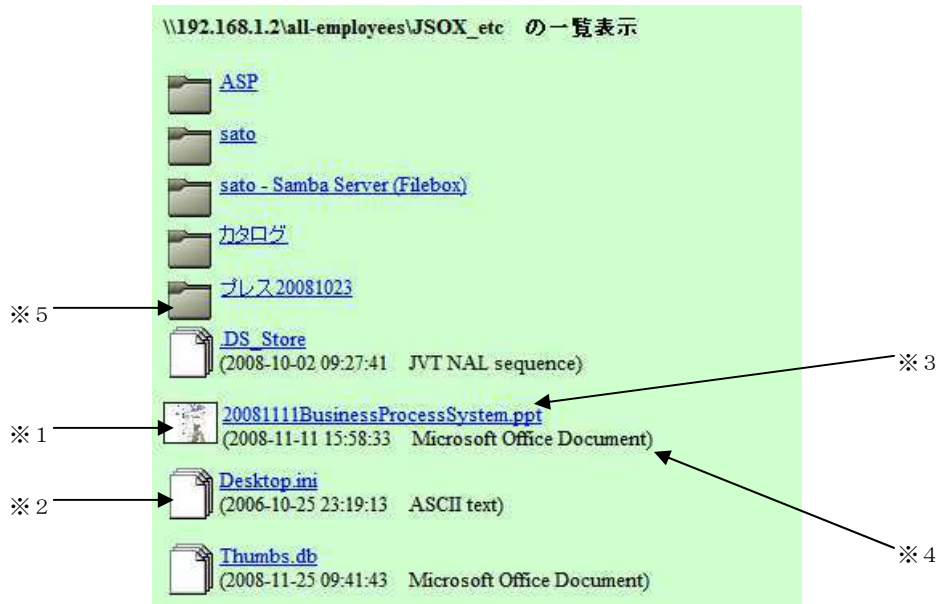 \\192.168.1.2\all-employees\JSOX_etc の一覧表示
ASP
sato
sato - Samba Server (Filebox)
カタログ
プレス20081023
※5
.DS_Store
(2008-10-02 09:27:41 JVT NAL sequence)
※3
20081111BusinessProcessSystem.ppt
(2008-11-11 15:58:33 Microsoft Office Document)
※1
Desktop.ini
(2006-10-25 23:19:13 ASCII text)
※2
※4
Thumbs.db
(2008-11-25 09:41:43 Microsoft Office Document)